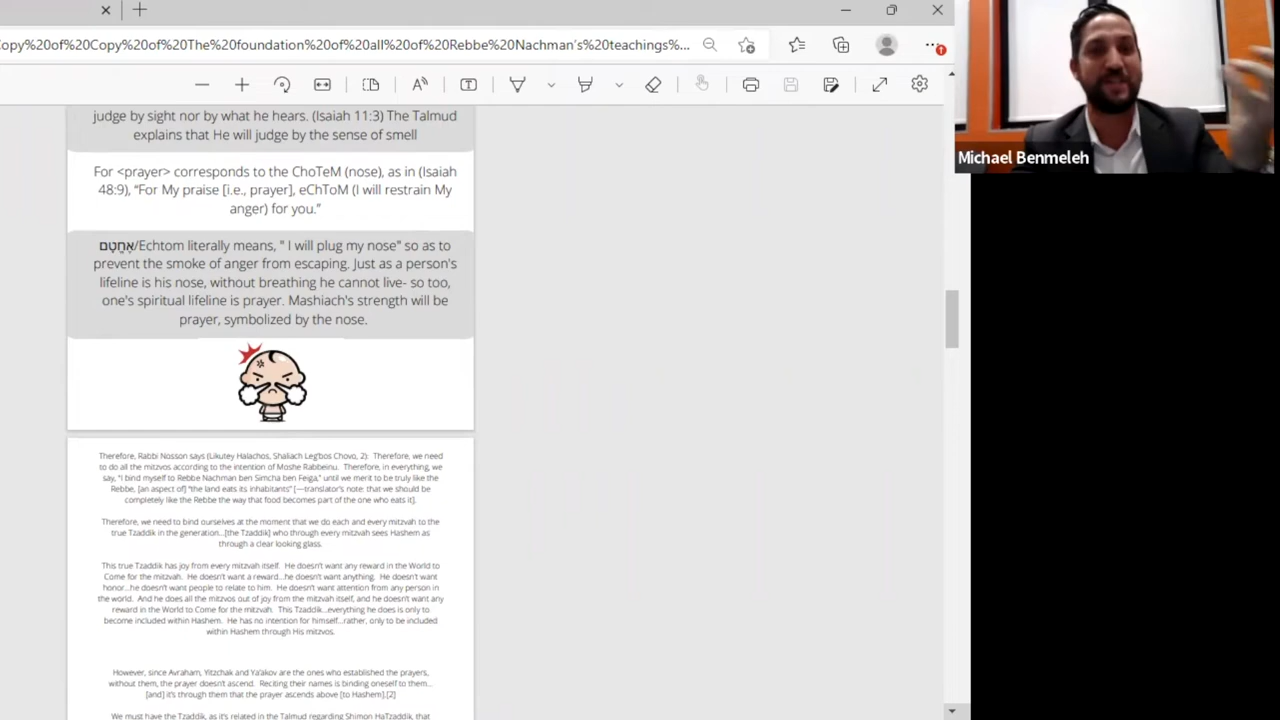 opy%20of%20Copy%20of%20The%20foundation%20of%20all%20of%20Rebbe%20Nachman's%20teachings%...
Michael Benmeleh
judge by sight nor by what he hears. (Isaiah 11:3) The Talmud
explains that He will judge by the sense of smell
For <prayer> corresponds to the ChoTeM (nose), as in (Isaiah
48:9), "For My praise [i.e., prayer], eChToM (I will restrain My
anger) for you."
אֶחֱטָם/Echtom literally means, " I will plug my nose" so as to
prevent the smoke of anger from escaping. Just as a person's
lifeline is his nose, without breathing he cannot live- so too,
one's spiritual lifeline is prayer. Mashiach's strength will be
prayer, symbolized by the nose.
Therefore, Rabbi Nosson says (Likutey Halachos, Shaliach Leg'bos Chovo, 2): Therefore, we need
to do all the mitzvos according to the intention of Moshe Rabbeinu. Therefore, in everything, we
say, "I bind myself to Rebbe Nachman ben Simcha ben Feiga," until we merit to be truly like the
Rebbe, [an aspect of] "the land eats its inhabitants" [—translator's note: that we should be
completely like the Rebbe the way that food becomes part of the one who eats it].
Therefore, we need to bind ourselves at the moment that we do each and every mitzvah to the
true Tzaddik in the generation...[the Tzaddik] who through every mitzvah sees Hashem as
through a clear looking glass.
This true Tzaddik has joy from every mitzvah itself. He doesn't want any reward in the World to
Come for the mitzvah. He doesn't want a reward...he doesn't want anything. He doesn't want
honor...he doesn't want people to relate to him. He doesn't want attention from any person in
the world. And he does all the mitzvos out of joy from the mitzvah itself, and he doesn't want any
reward in the World to Come for the mitzvah. This Tzaddik...everything he does is only to
become included within Hashem. He has no intention for himself...rather, only to be included
within Hashem through His mitzvos.
However, since Avraham, Yitzchak and Ya'akov are the ones who established the prayers,
without them, the prayer doesn't ascend. Reciting their names is binding oneself to them...
[and] it's through them that the prayer ascends above [to Hashem].[2]
We must have the Tzaddik, as it's related in the Talmud regarding Shimon HaTzaddik, that